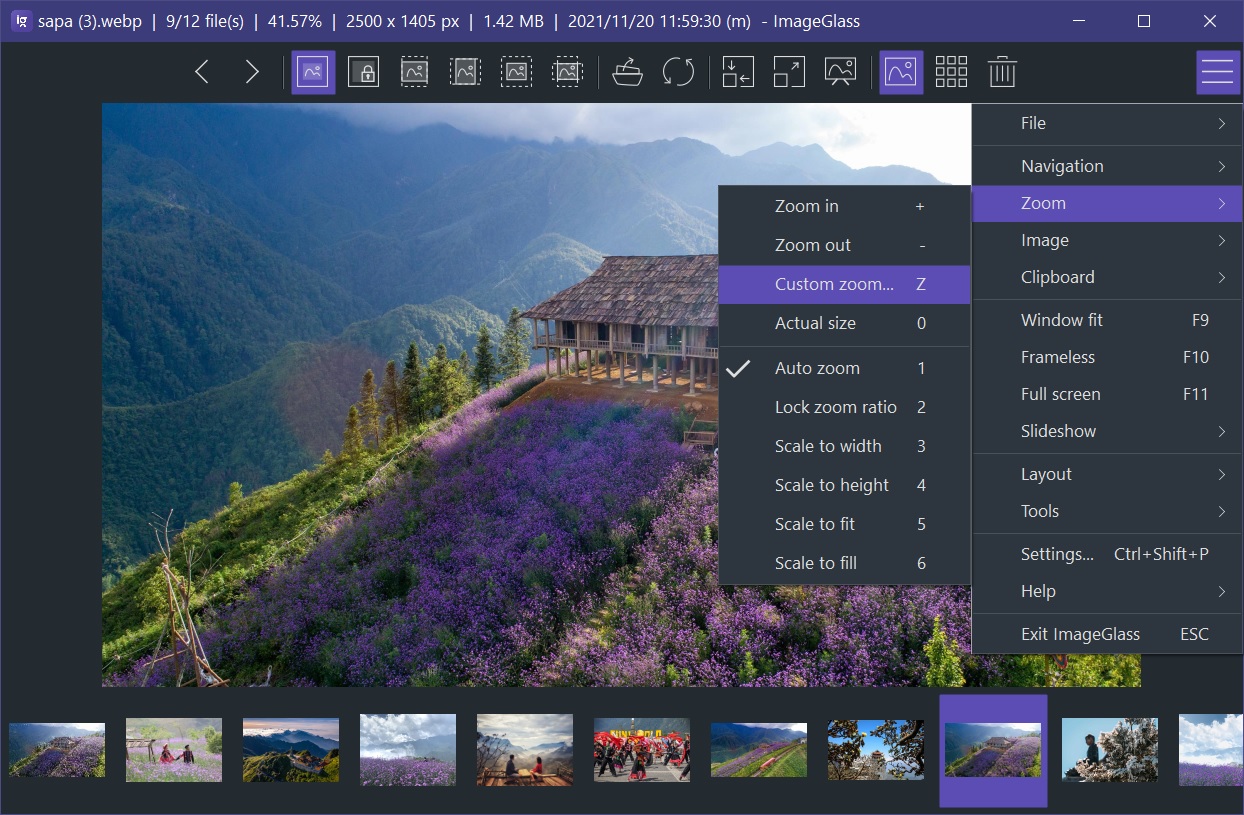 sapa (3).webp | 9/12 file(s) | 41.57% | 2500 x 1405 px | 1.42 MB | 2021/11/20 11:59:30 (m) - ImageGlass
File
Navigation
Zoom
Image
Clipboard
Window fit F9
Frameless F10
Full screen F11
Slideshow
Layout
Tools
Settings... Ctrl+Shift+P
Help
Exit ImageGlass ESC
Zoom in +
Zoom out -
Custom zoom... Z
Actual size 0
Auto zoom 1
Lock zoom ratio 2
Scale to width 3
Scale to height 4
Scale to fit 5
Scale to fill 6